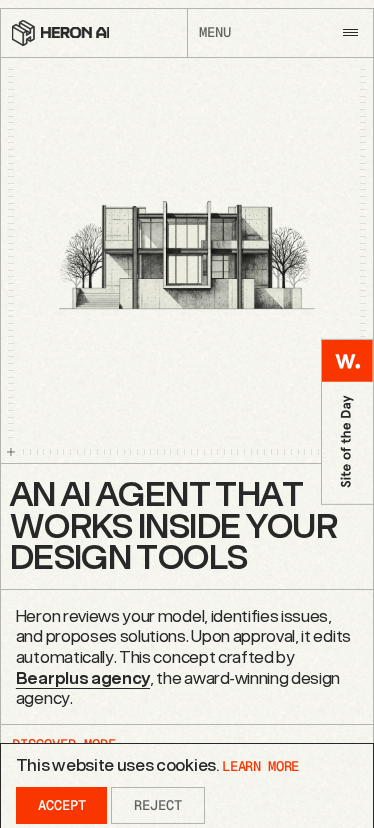 HERON AI
MENU
W.
Site of the Day
AN AI AGENT THAT
WORKS INSIDE YOUR
DESIGN TOOLS
Heron reviews your model, identifies issues,
and proposes solutions. Upon approval, it edits
automatically. This concept crafted by
Bearplus agency, the award-winning design
agency.
DISCOVER MORE
This website uses cookies. LEARN MORE
ACCEPT
REJECT